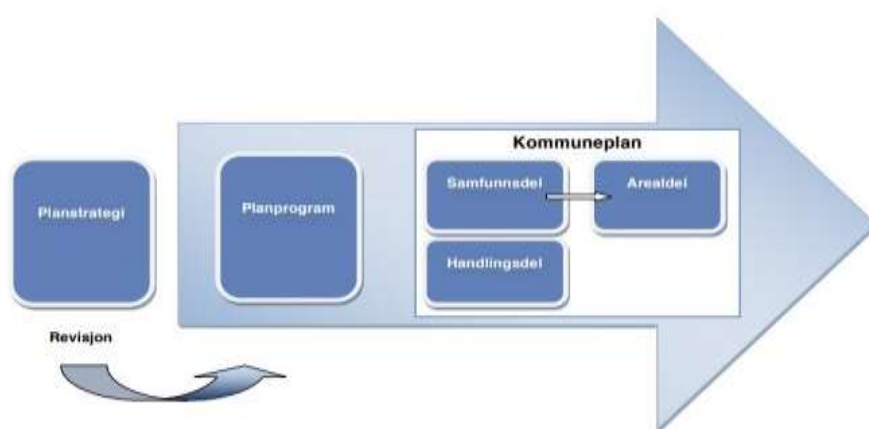 Kommuneplan
Planstrategi
Planprogram
Samfunnsdel
Arealdel
Handlingsdel
Revisjon